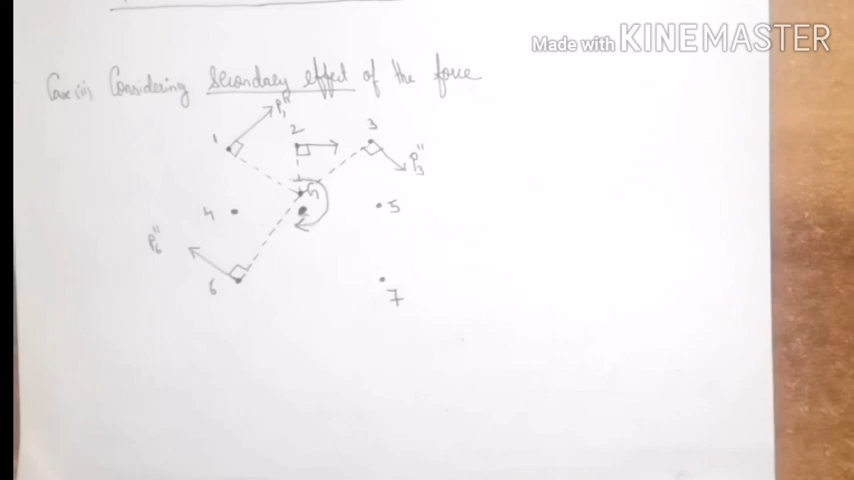 Made with KINEMASTER
Case (ii) Considering Secondary effect of the force
P1"
1 2 3
P3"
G
4 5
P6"
6 7